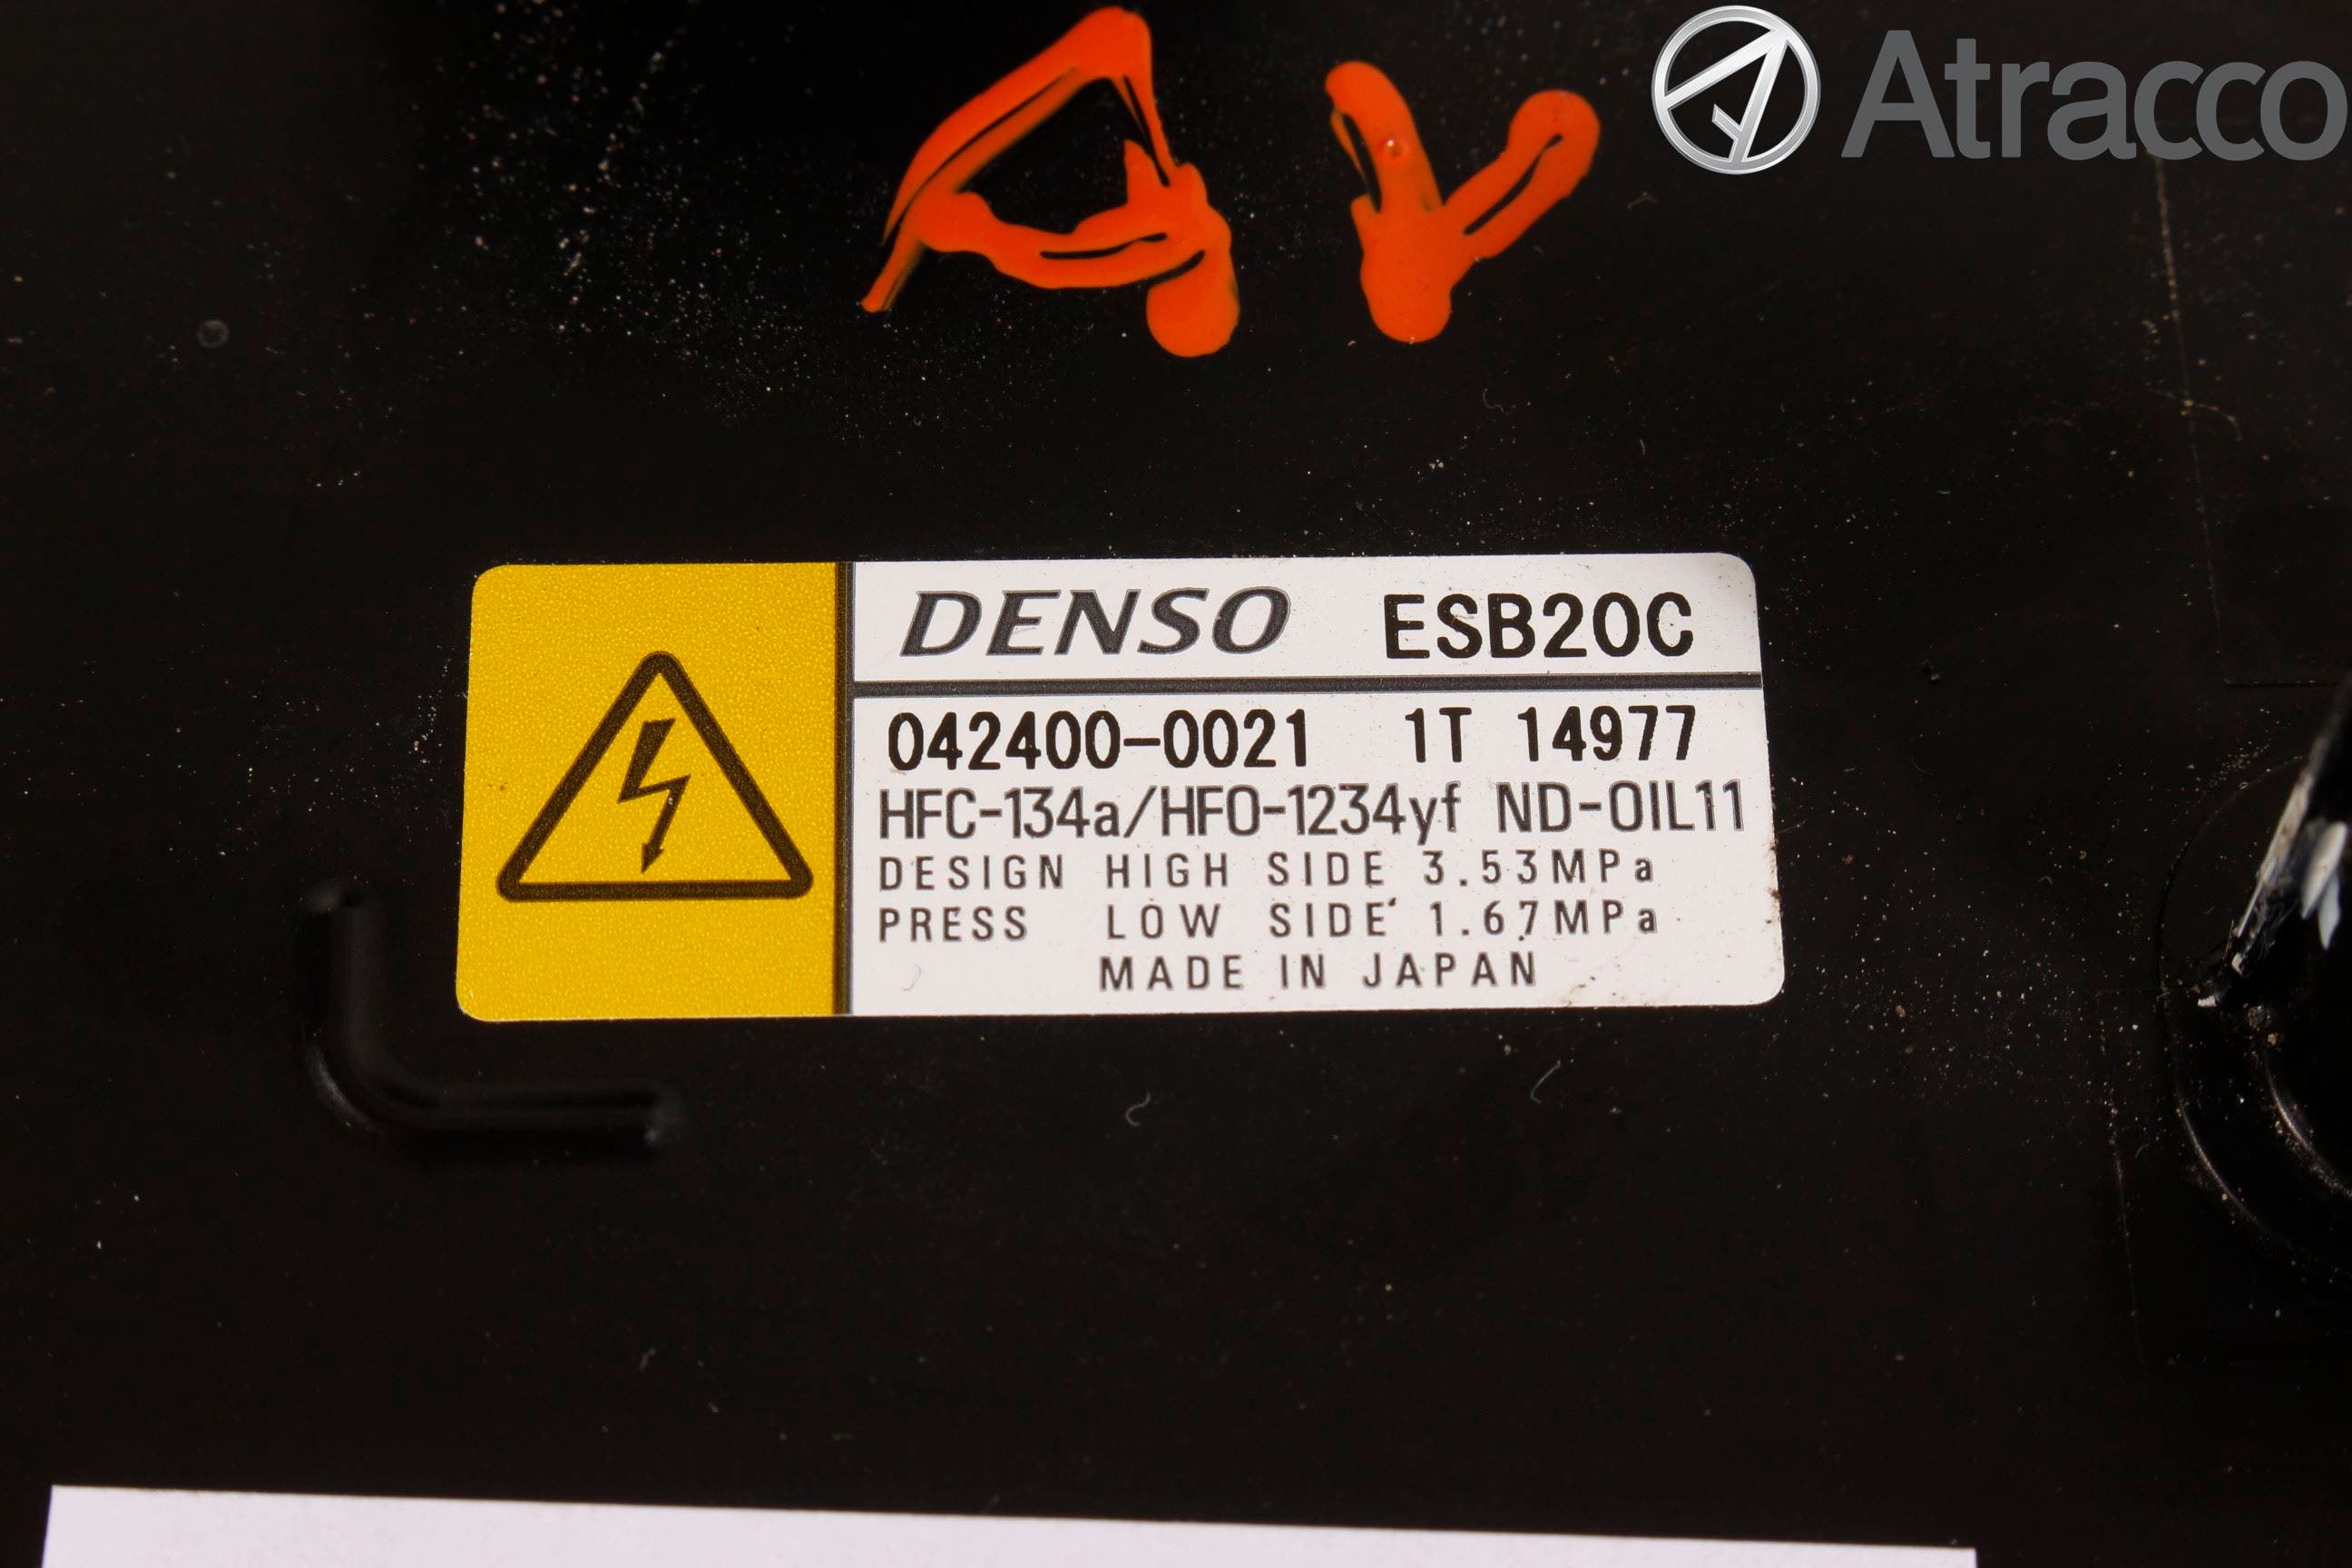 Atracco
AV
DENSO ESB20C
042400-0021 1T 14977
HFC-134a/HFO-1234yf ND-OIL11
DESIGN HIGH SIDE 3.53MPa
PRESS LOW SIDE 1.67MPa
MADE IN JAPAN